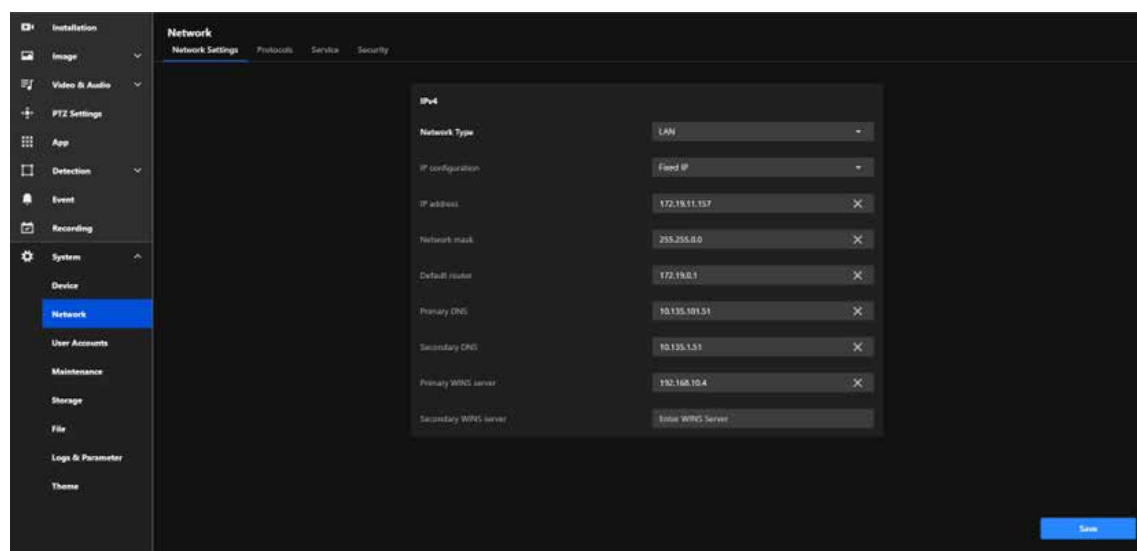 Installation
Image
Video & Audio
PTZ Settings
App
Detection
Event
Recording
System
Device
Network
User Accounts
Maintenance
Storage
File
Logs & Parameter
Theme
Network
Network Settings Protocols Service Security
IPv4
Network Type LAN
IP configuration Fixed IP
IP address 172.19.11.157
Network mask 255.255.0.0
Default router 172.19.0.1
Primary DNS 10.135.101.51
Secondary DNS 10.135.1.51
Primary WINS server 192.168.10.4
Secondary WINS server Enter WINS Server
Save